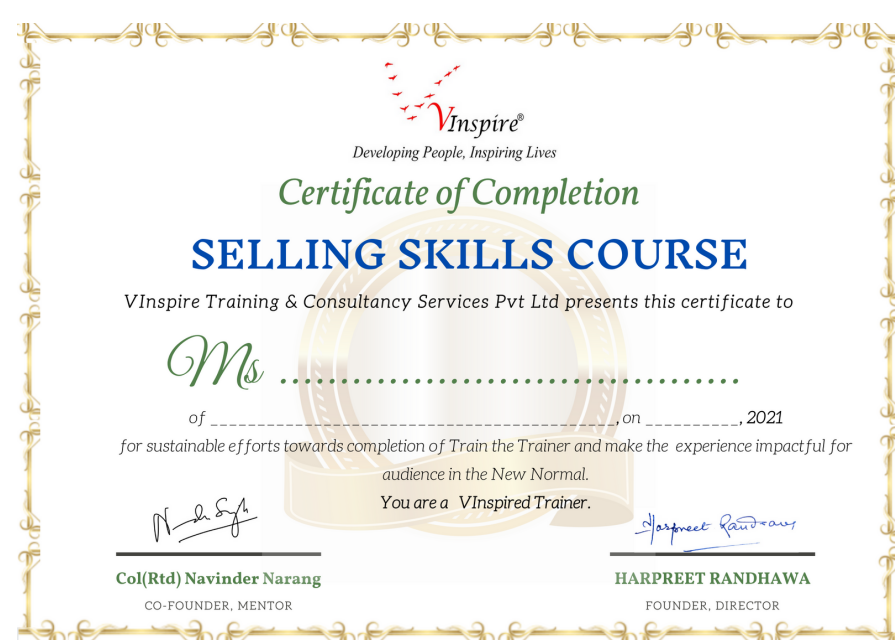 VInspire®
Developing People, Inspiring Lives
Certificate of Completion
SELLING SKILLS COURSE
VInspire Training & Consultancy Services Pvt Ltd presents this certificate to
Ms ......................................
of ____________________________________________, on __________, 2021
for sustainable efforts towards completion of Train the Trainer and make the experience impactful for
audience in the New Normal.
You are a VInspired Trainer.
Harpreet Randhawa
Col(Rtd) Navinder Narang
HARPREET RANDHAWA
CO-FOUNDER, MENTOR
FOUNDER, DIRECTOR